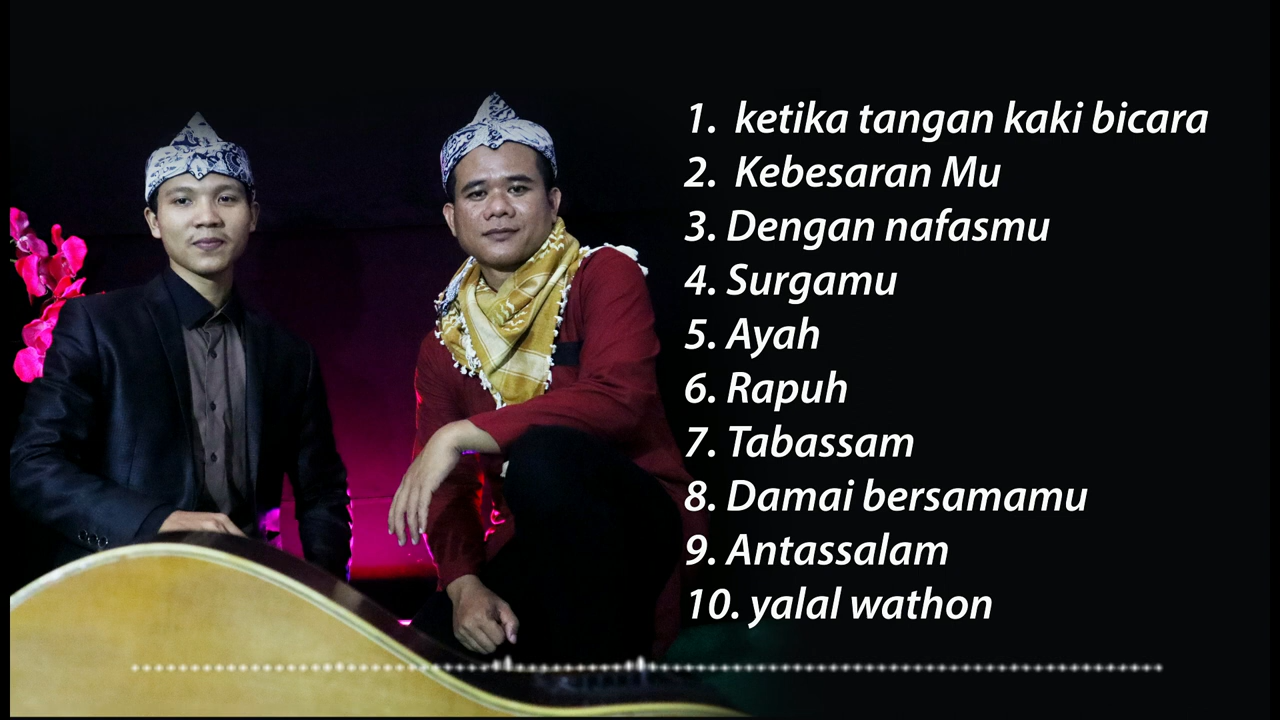 1. ketika tangan kaki bicara
2. Kebesaran Mu
3. Dengan nafasmu
4. Surgamu
5. Ayah
6. Rapuh
7. Tabassam
8. Damai bersamamu
9. Antassalam
10. yalal wathon